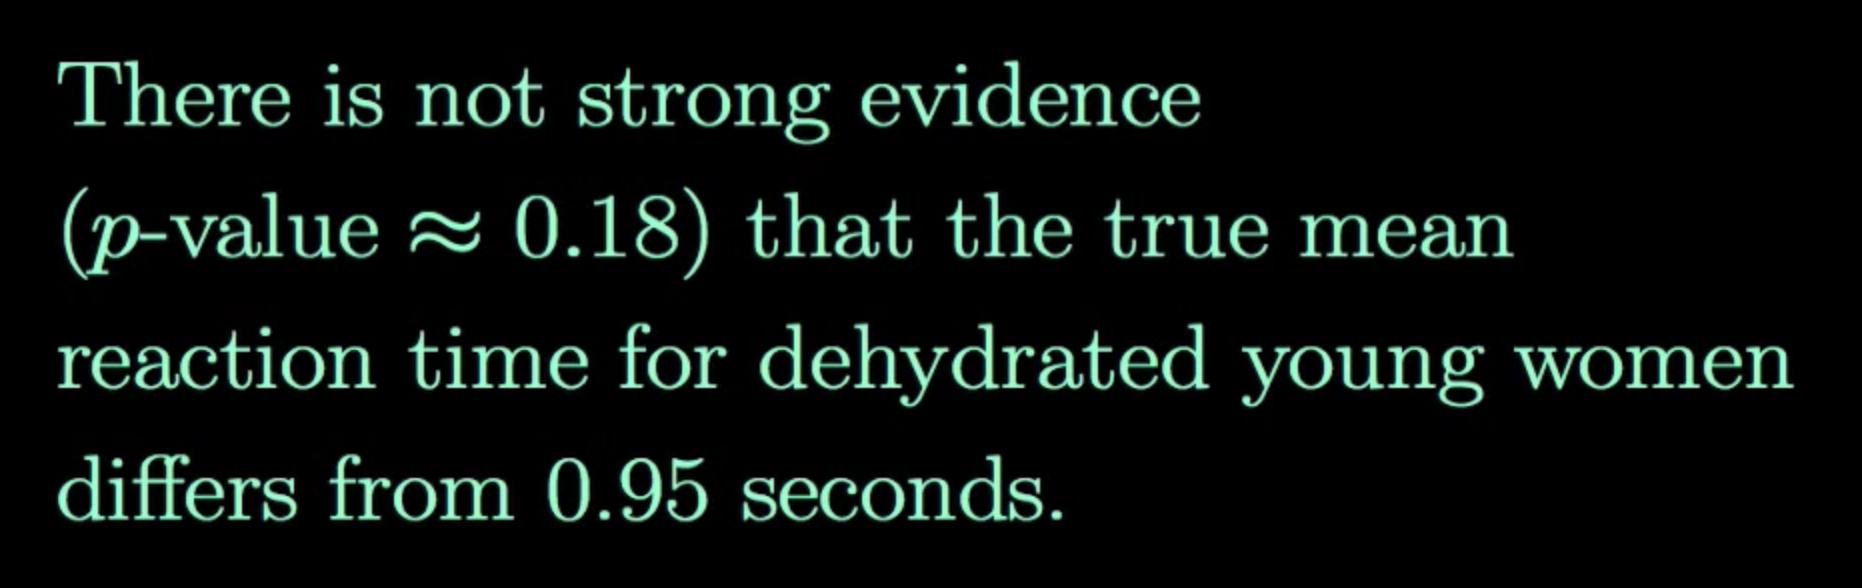 There is not strong evidence
(p-value ≈ 0.18) that the true mean
reaction time for dehydrated young women
differs from 0.95 seconds.